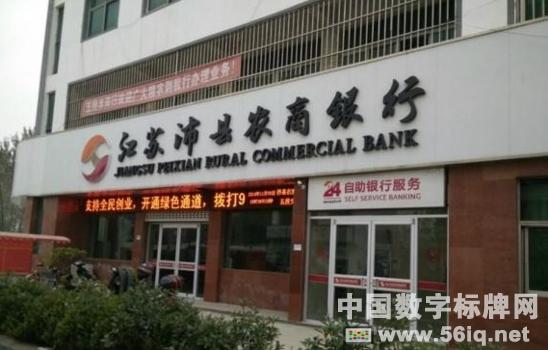 江苏沛县农商银行
JIANGSU PEIXIAN RURAL COMMERCIAL BANK
支持全民创业，开通绿色通道，拨打9
24 自助银行服务
SELF SERVICE BANKING
中国数字标牌网
www.56iq.net